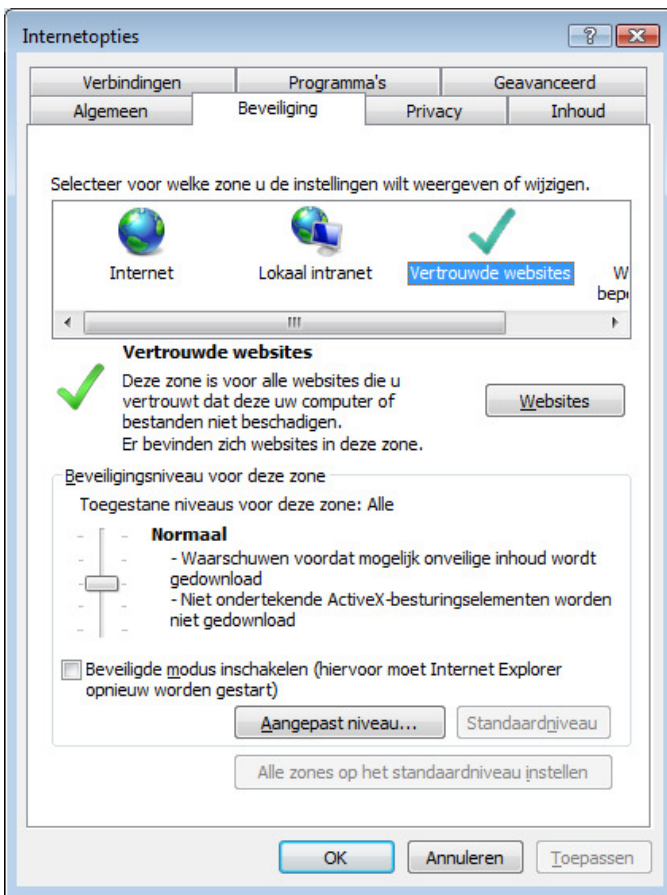 Internetopties
Verbindingen Programma's Geavanceerd
Algemeen Beveiliging Privacy Inhoud
Selecteer voor welke zone u de instellingen wilt weergeven of wijzigen.
Internet Lokaal intranet Vertrouwde websites W
bepe
Vertrouwde websites
Deze zone is voor alle websites die u
vertrouwt dat deze uw computer of
bestanden niet beschadigen.
Er bevinden zich websites in deze zone.
Websites
Beveiligingsniveau voor deze zone
Toegestane niveaus voor deze zone: Alle
Normaal
- Waarschuwen voordat mogelijk onveilige inhoud wordt
gedownload
- Niet ondertekende ActiveX-besturingselementen worden
niet gedownload
Beveiligde modus inschakelen (hiervoor moet Internet Explorer
opnieuw worden gestart)
Aangepast niveau... Standaardniveau
Alle zones op het standaardniveau instellen
OK Annuleren Toepassen